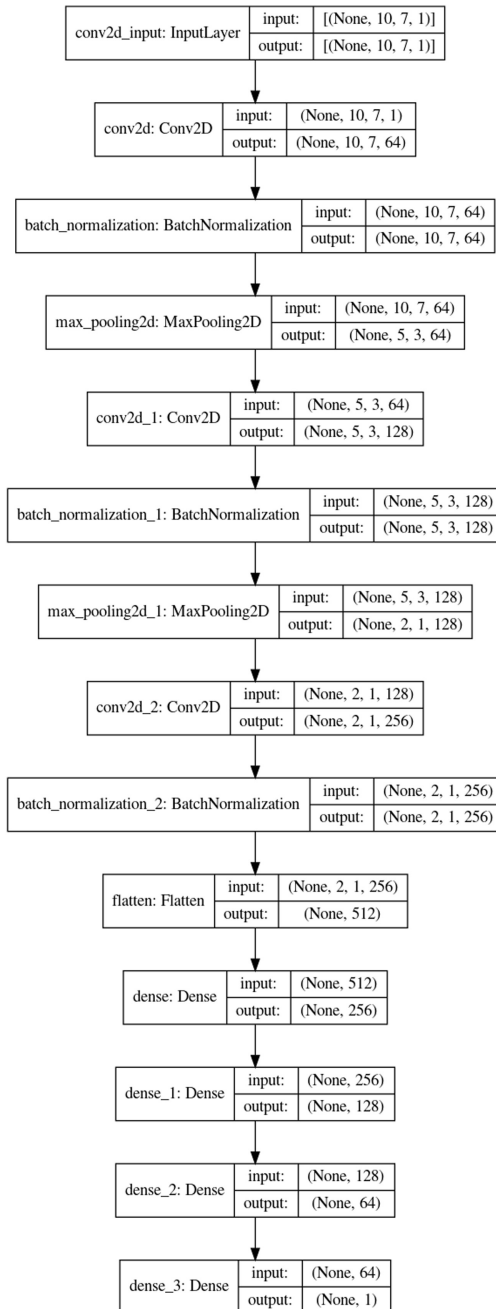 conv2d_input: InputLayer
input: [(None, 10, 7, 1)]
output: [(None, 10, 7, 1)]
conv2d: Conv2D
input: (None, 10, 7, 1)
output: (None, 10, 7, 64)
batch_normalization: BatchNormalization
input: (None, 10, 7, 64)
output: (None, 10, 7, 64)
max_pooling2d: MaxPooling2D
input: (None, 10, 7, 64)
output: (None, 5, 3, 64)
conv2d_1: Conv2D
input: (None, 5, 3, 64)
output: (None, 5, 3, 128)
batch_normalization_1: BatchNormalization
input: (None, 5, 3, 128)
output: (None, 5, 3, 128)
max_pooling2d_1: MaxPooling2D
input: (None, 5, 3, 128)
output: (None, 2, 1, 128)
conv2d_2: Conv2D
input: (None, 2, 1, 128)
output: (None, 2, 1, 256)
batch_normalization_2: BatchNormalization
input: (None, 2, 1, 256)
output: (None, 2, 1, 256)
flatten: Flatten
input: (None, 2, 1, 256)
output: (None, 512)
dense: Dense
input: (None, 512)
output: (None, 256)
dense_1: Dense
input: (None, 256)
output: (None, 128)
dense_2: Dense
input: (None, 128)
output: (None, 64)
dense_3: Dense
input: (None, 64)
output: (None, 1)